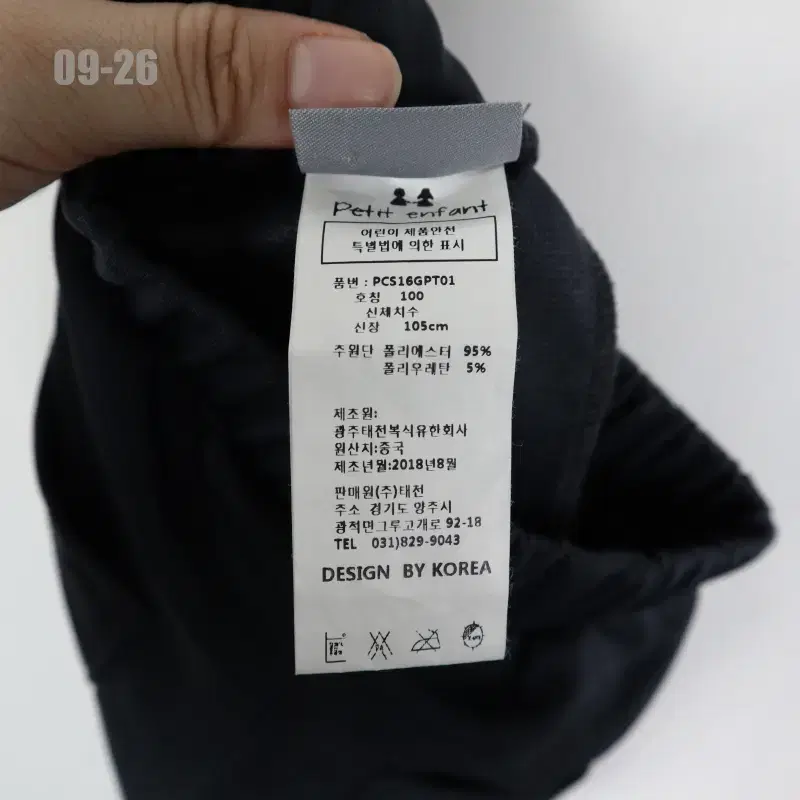 09-26
Petit enfant
어린이 제품안전
특별법에 의한 표시
품번 : PCS16GPT01
호칭 100
신체치수
신장 105cm
주원단 폴리에스터 95%
폴리우레탄 5%
제조원:
광주태전복식유한회사
원산지:중국
제조년월:2018년8월
판매원(주)태전
주소 경기도 양주시
광적면그루고개로 92-18
TEL 031)829-9043
DESIGN BY KOREA